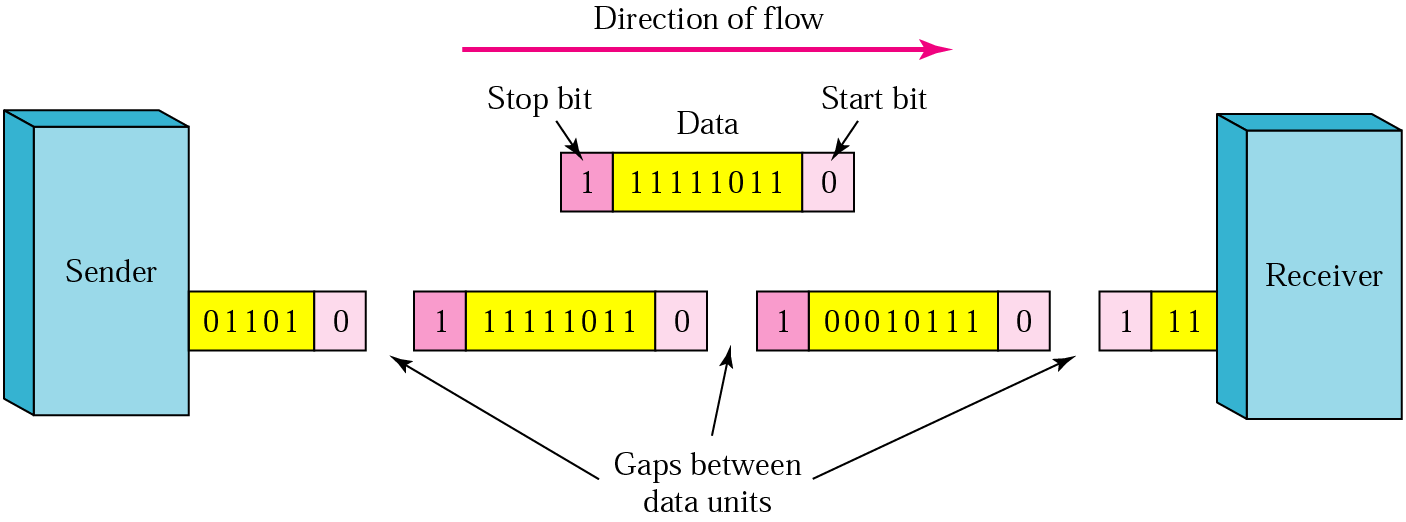 Direction of flow
Stop bit
Start bit
Data
1 11111011 0
Sender
Receiver
01101 0
1 11111011 0
1 00010111 0
1 11
Gaps between
data units